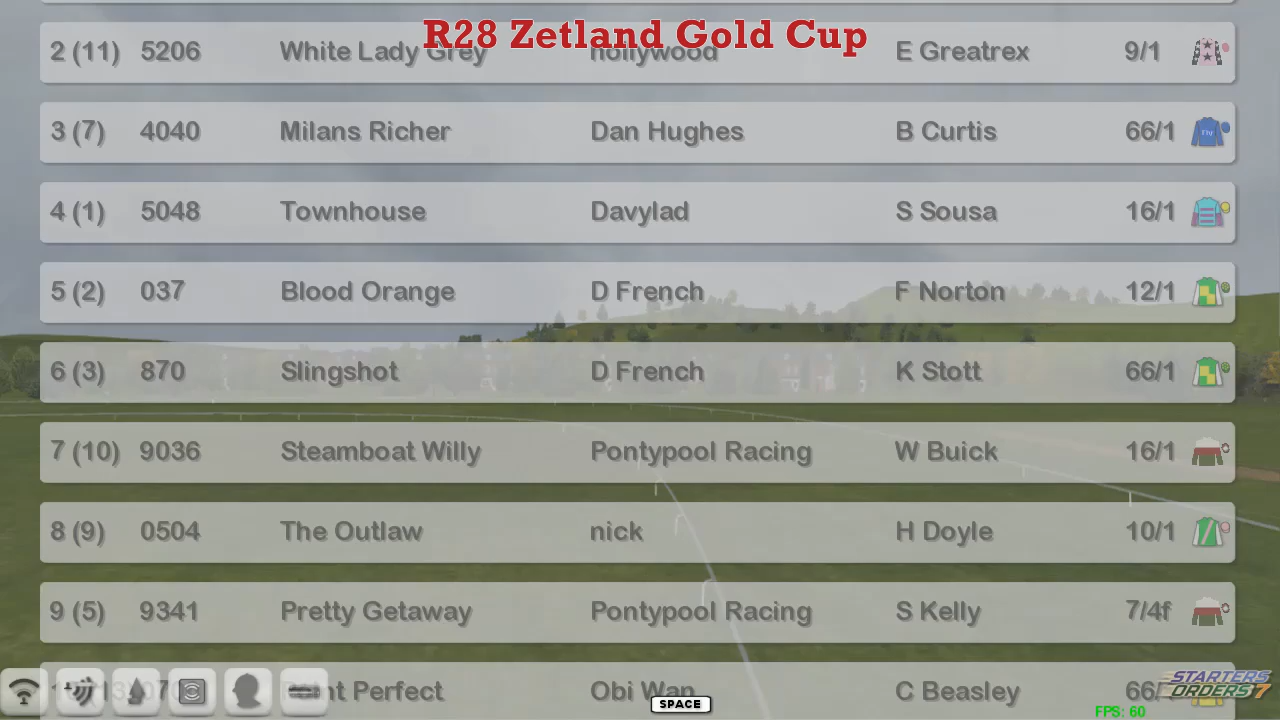 R28 Zetland Gold Cup
2 (11) 5206 White Lady Grey hollywood E Greatrex 9/1
3 (7) 4040 Milans Richer Dan Hughes B Curtis 66/1
Fly
4 (1) 5048 Townhouse Davylad S Sousa 16/1
5 (2) 037 Blood Orange D French F Norton 12/1
6 (3) 870 Slingshot D French K Stott 66/1
7 (10) 9036 Steamboat Willy Pontypool Racing W Buick 16/1
8 (9) 0504 The Outlaw nick H Doyle 10/1
9 (5) 9341 Pretty Getaway Pontypool Racing S Kelly 7/4f
Perfect Obi Wan C Beasley
SPACE
STARTERS ORDERS 7
FPS: 60